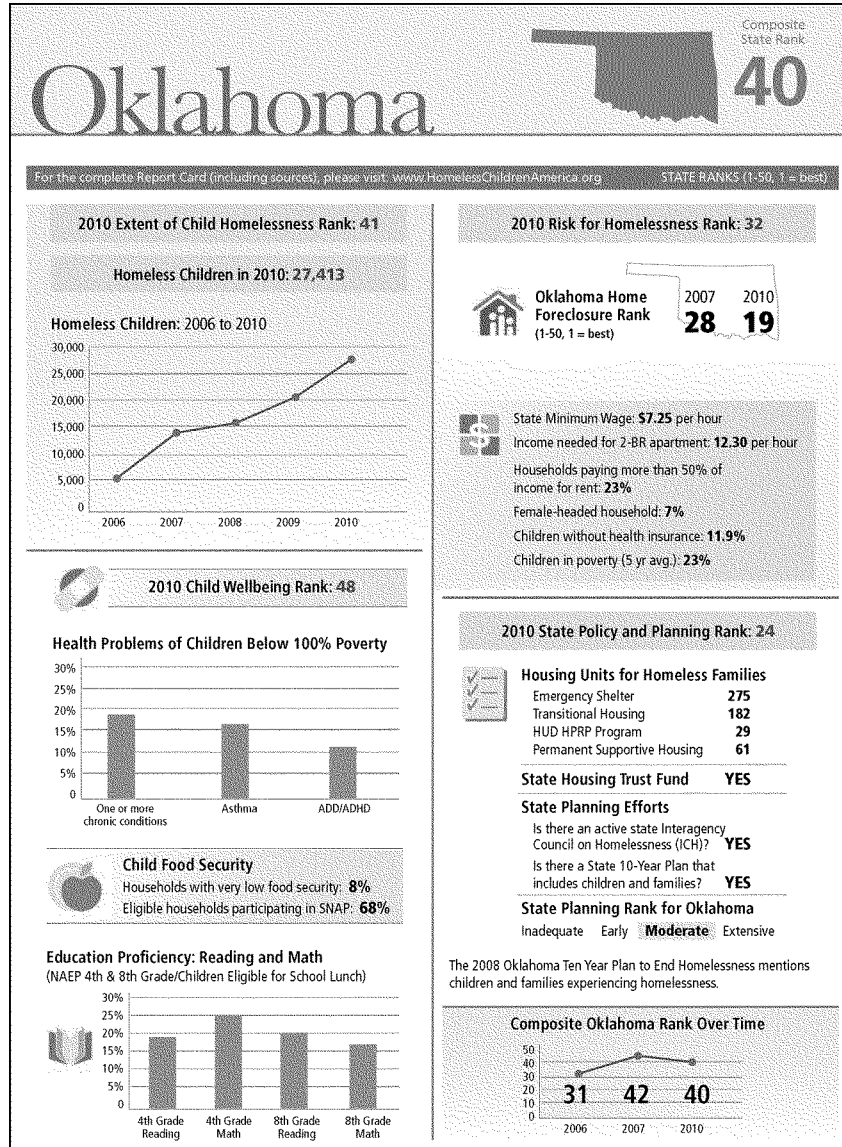 Oklahoma
Composite
State Rank
40
For the complete Report Card (including sources), please visit: www.HomelessChildrenAmerica.org
STATE RANKS (1-50, 1 = best)
2010 Extent of Child Homelessness Rank: 41
Homeless Children in 2010: 27,413
Homeless Children: 2006 to 2010
30,000
25,000
20,000
15,000
10,000
5,000
0
2006 2007 2008 2009 2010
2010 Child Wellbeing Rank: 48
Health Problems of Children Below 100% Poverty
30%
25%
20%
15%
10%
5%
0
One or more
chronic conditions
Asthma
ADD/ADHD
Child Food Security
Households with very low food security: 8%
Eligible households participating in SNAP: 68%
Education Proficiency: Reading and Math
(NAEP 4th & 8th Grade/Children Eligible for School Lunch)
30%
25%
20%
15%
10%
5%
0
4th Grade
Reading
4th Grade
Math
8th Grade
Reading
8th Grade
Math
2010 Risk for Homelessness Rank: 32
Oklahoma Home
Foreclosure Rank
(1-50, 1 = best)
2007 2010
28 19
$
State Minimum Wage: $7.25 per hour
Income needed for 2-BR apartment: 12.30 per hour
Households paying more than 50% of
income for rent: 23%
Female-headed household: 7%
Children without health insurance: 11.9%
Children in poverty (5 yr avg.): 23%
2010 State Policy and Planning Rank: 24
Housing Units for Homeless Families
Emergency Shelter 275
Transitional Housing 182
HUD HPRP Program 29
Permanent Supportive Housing 61
State Housing Trust Fund YES
State Planning Efforts
Is there an active state Interagency
Council on Homelessness (ICH)? YES
Is there a State 10-Year Plan that
includes children and families? YES
State Planning Rank for Oklahoma
Inadequate Early Moderate Extensive
The 2008 Oklahoma Ten Year Plan to End Homelessness mentions
children and families experiencing homelessness.
Composite Oklahoma Rank Over Time
50
40
30
20
10
0
31 42 40
2006 2007 2010